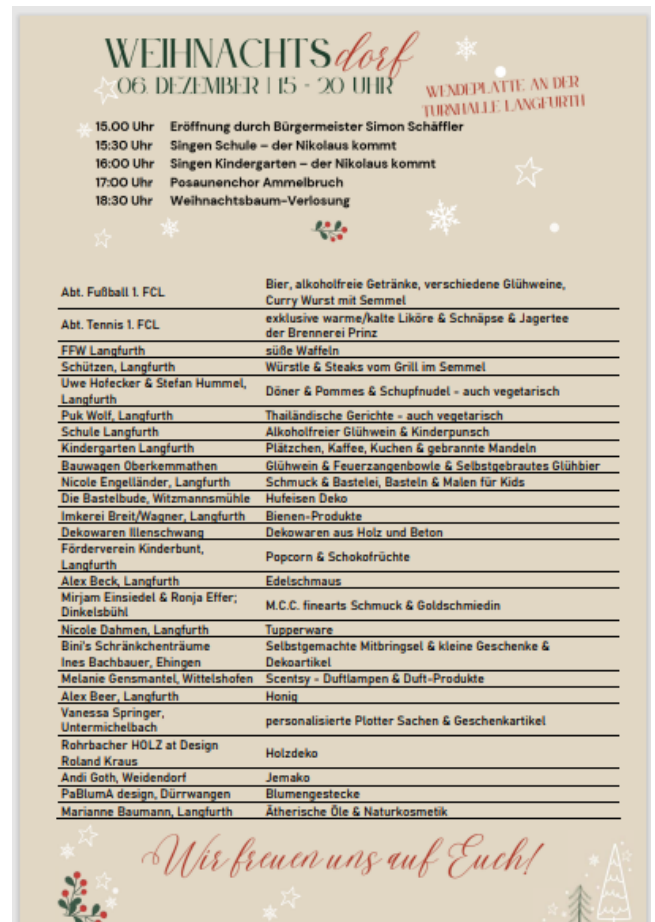 WEIHNACHTSdorf
06. DEZEMBER | 15 - 20 UHR
WENDEPLATTE AN DER
TURNHALLE LANGFURTH
15.00 Uhr Eröffnung durch Bürgermeister Simon Schäffler
15:30 Uhr Singen Schule – der Nikolaus kommt
16:00 Uhr Singen Kindergarten – der Nikolaus kommt
17:00 Uhr Posaunenchor Ammelbruch
18:30 Uhr Weihnachtsbaum-Verlosung
Abt. Fußball 1. FCL Bier, alkoholfreie Getränke, verschiedene Glühweine,
Curry Wurst mit Semmel
Abt. Tennis 1. FCL exklusive warme/kalte Liköre & Schnäpse & Jagertee
der Brennerei Prinz
FFW Langfurth süße Waffeln
Schützen, Langfurth Würstle & Steaks vom Grill im Semmel
Uwe Hofecker & Stefan Hummel,
Langfurth Döner & Pommes & Schupfnudel - auch vegetarisch
Puk Wolf, Langfurth Thailändische Gerichte - auch vegetarisch
Schule Langfurth Alkoholfreier Glühwein & Kinderpunsch
Kindergarten Langfurth Plätzchen, Kaffee, Kuchen & gebrannte Mandeln
Bauwagen Oberkemmathen Glühwein & Feuerzangenbowle & Selbstgebrautes Glühbier
Nicole Engelländer, Langfurth Schmuck & Bastelei, Basteln & Malen für Kids
Die Bastelbude, Witzmannsmühle Hufeisen Deko
Imkerei Breit/Wagner, Langfurth Bienen-Produkte
Dekowaren Illenschwang Dekowaren aus Holz und Beton
Förderverein Kinderbunt,
Langfurth Popcorn & Schokofrüchte
Alex Beck, Langfurth Edelschmaus
Mirjam Einsiedel & Ronja Effer;
Dinkelsbühl M.C.C. finearts Schmuck & Goldschmiedin
Nicole Dahmen, Langfurth Tupperware
Bini's Schränkchenträume Selbstgemachte Mitbringsel & kleine Geschenke &
Ines Bachbauer, Ehingen Dekoartikel
Melanie Gensmantel, Wittelshofen Scentsy - Duftlampen & Duft-Produkte
Alex Beer, Langfurth Honig
Vanessa Springer,
Untermichelbach personalisierte Plotter Sachen & Geschenkartikel
Rohrbacher HOLZ at Design
Roland Kraus Holzdeko
Andi Goth, Weidendorf Jemako
PaBlumA design, Dürrwangen Blumengestecke
Marianne Baumann, Langfurth Ätherische Öle & Naturkosmetik
Wir freuen uns auf Euch!